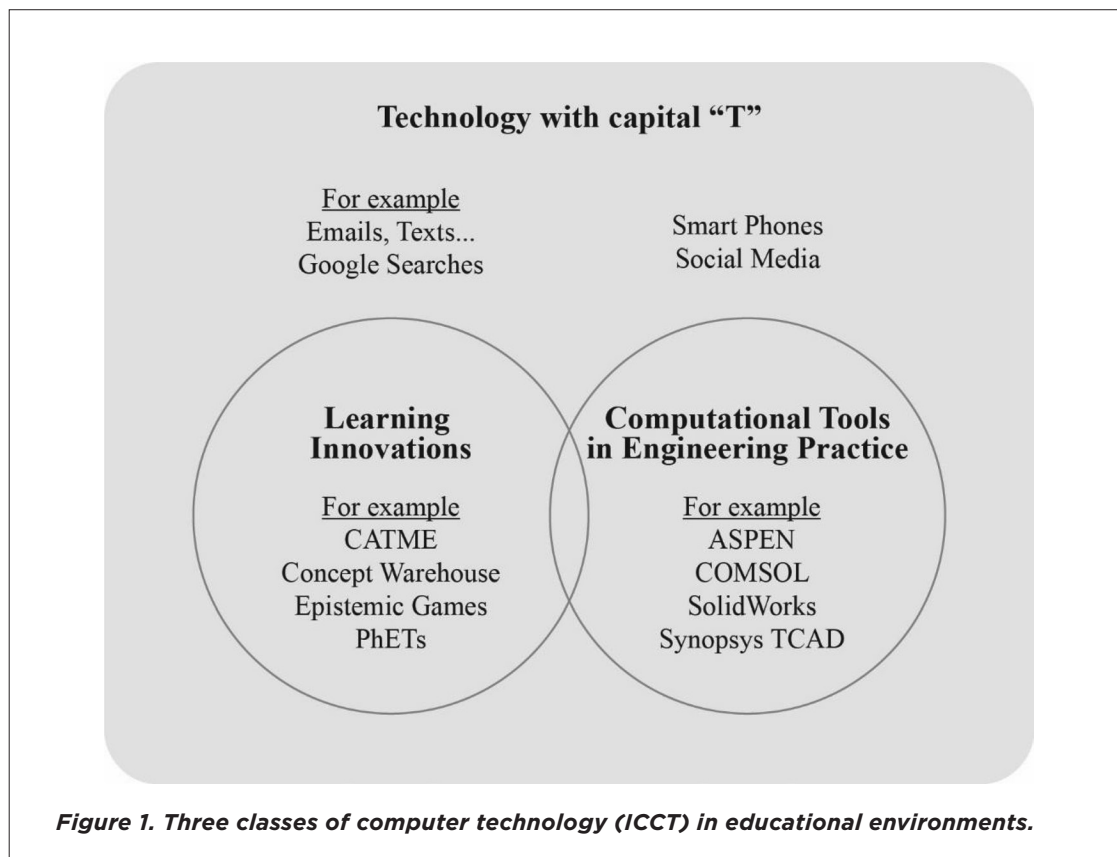 Technology with capital “T”
For example
Emails, Texts...
Google Searches
Smart Phones
Social Media
Learning
Innovations
For example
CATME
Concept Warehouse
Epistemic Games
PhETs
Computational Tools
in Engineering Practice
For example
ASPEN
COMSOL
SolidWorks
Synopsys TCAD
Figure 1. Three classes of computer technology (ICCT) in educational environments.